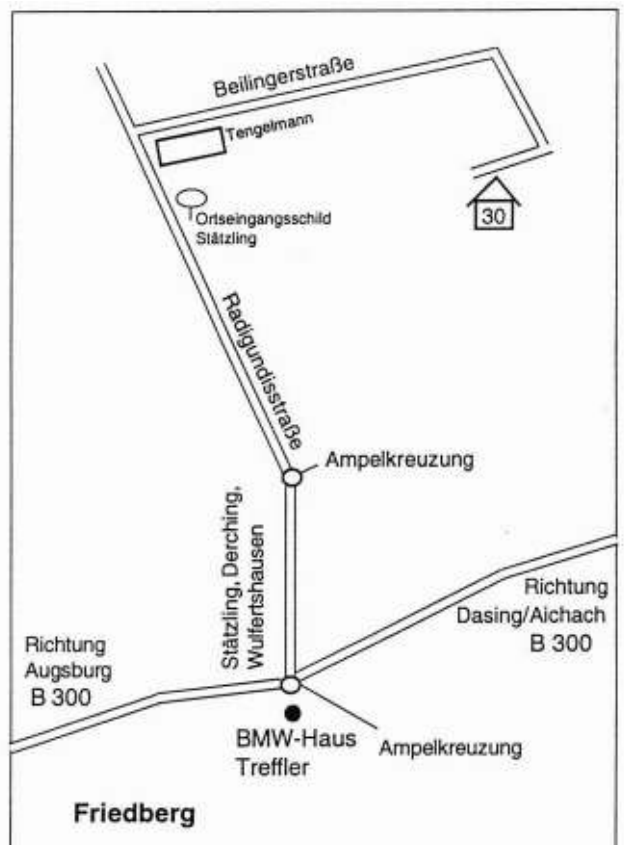 Beilingerstraße
Tengelmann
Ortseingangsschild
Stätzling
30
Radigundisstraße
Ampelkreuzung
Stätzling, Derching,
Wulfertshausen
Richtung
Dasing/Aichach
B 300
Richtung
Augsburg
B 300
BMW-Haus
Treffler
Ampelkreuzung
Friedberg